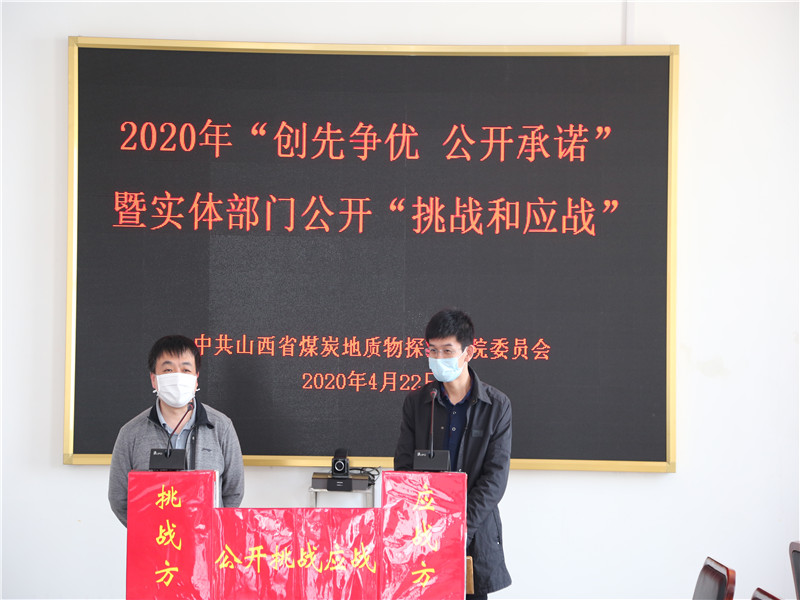 2020年“创先争优 公开承诺”
暨实体部门公开“挑战和应战”
中共山西省煤炭地质物探 院委员会
2020年4月22
挑战方
公开挑战应战
应战方